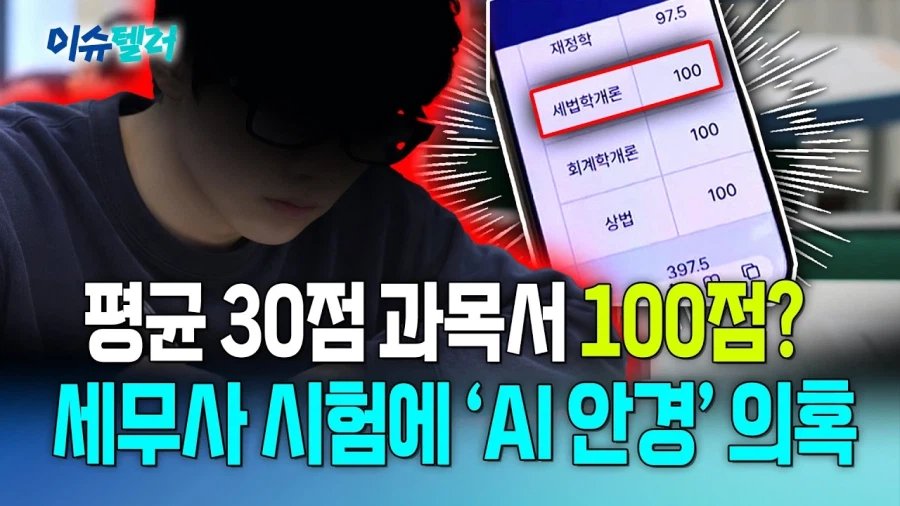 이슈텔러
재정학 97.5
세법학개론 100
회계학개론 100
상법 100
397.5
평균 30점 과목서 100점?
세무사 시험에 ‘AI 안경’ 의혹